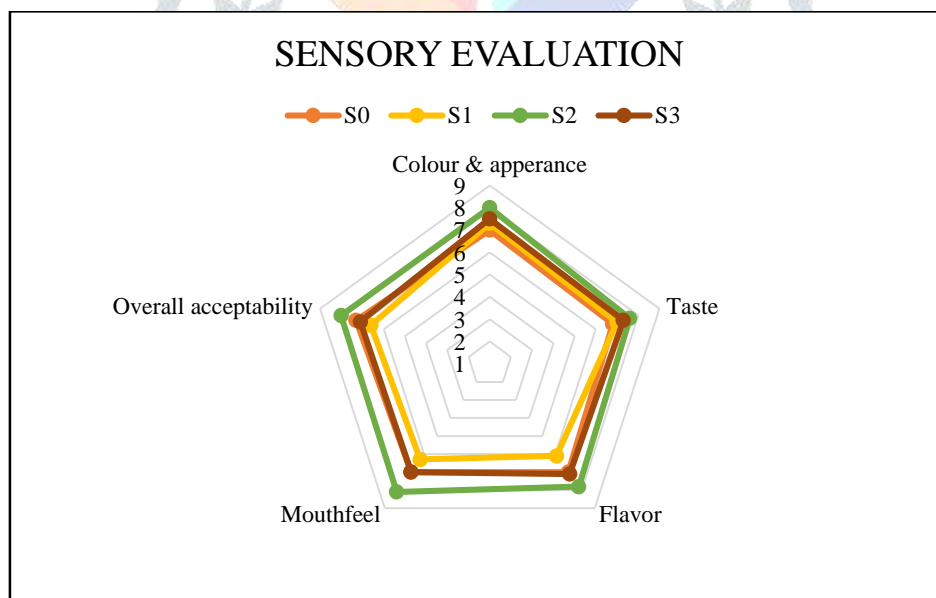 SENSORY EVALUATION
S0 S1 S2 S3
Colour & apperance
9
8
7
6
5
4
3
2
1
Overall acceptability
Taste
Mouthfeel
Flavor